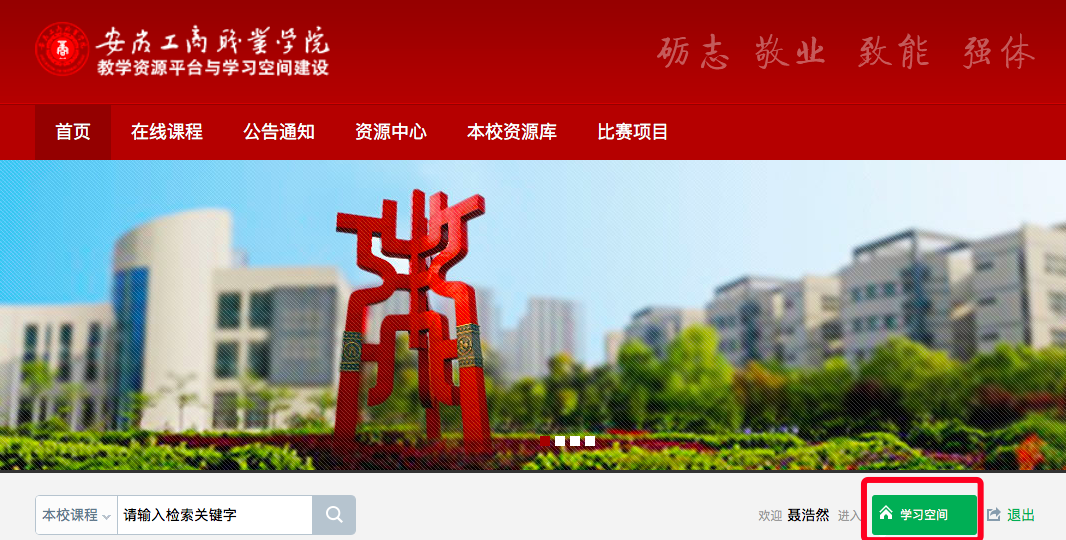 安庆工商职业学院
教学资源平台与学习空间建设
砺志 敬业 致能 强体
首页 在线课程 公告通知 资源中心 本校资源库 比赛项目
本校课程 请输入检索关键字 欢迎 聂浩然 进入 学习空间 退出